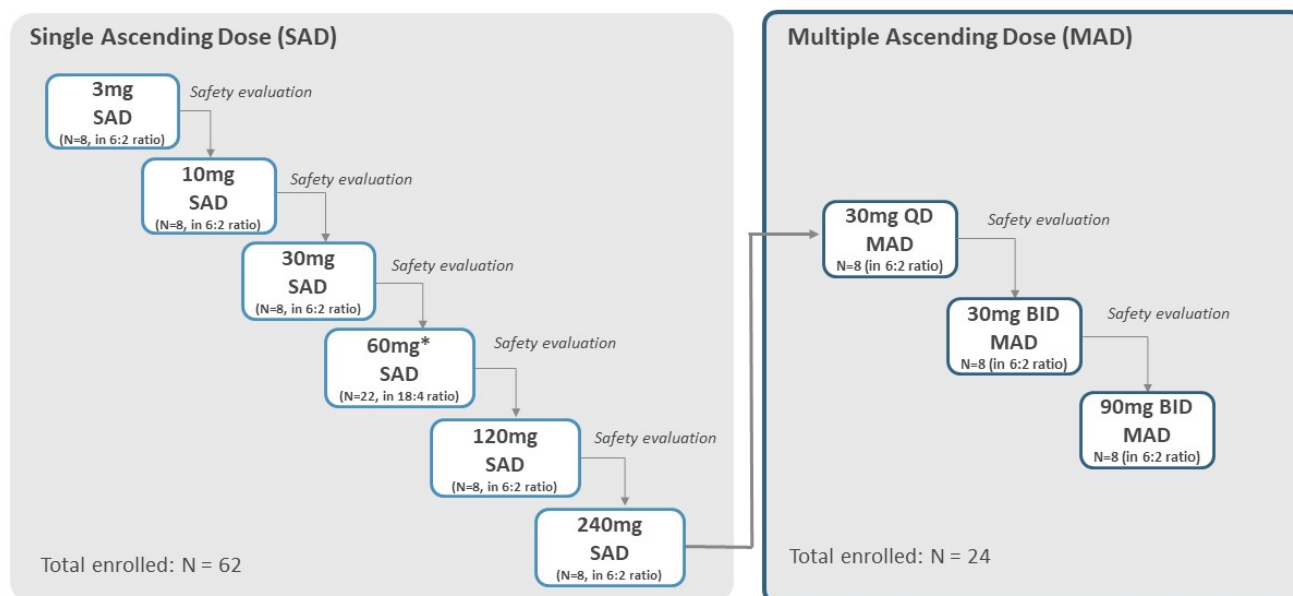 Single Ascending Dose (SAD)
3mg
SAD
(N=8, in 6:2 ratio)
Safety evaluation
10mg
SAD
(N=8, in 6:2 ratio)
Safety evaluation
30mg
SAD
(N=8, in 6:2 ratio)
Safety evaluation
60mg*
SAD
(N=22, in 18:4 ratio)
Safety evaluation
120mg
SAD
(N=8, in 6:2 ratio)
Safety evaluation
240mg
SAD
(N=8, in 6:2 ratio)
Total enrolled: N = 62
Multiple Ascending Dose (MAD)
30mg QD
MAD
N=8 (in 6:2 ratio)
Safety evaluation
30mg BID
MAD
N=8 (in 6:2 ratio)
Safety evaluation
90mg BID
MAD
N=8 (in 6:2 ratio)
Total enrolled: N = 24